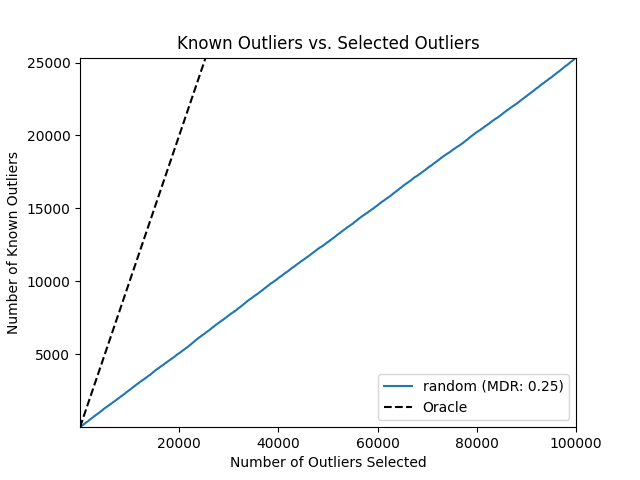 Known Outliers vs. Selected Outliers
Number of Known Outliers
25000
20000
15000
10000
5000
random (MDR: 0.25)
Oracle
20000 40000 60000 80000 100000
Number of Outliers Selected